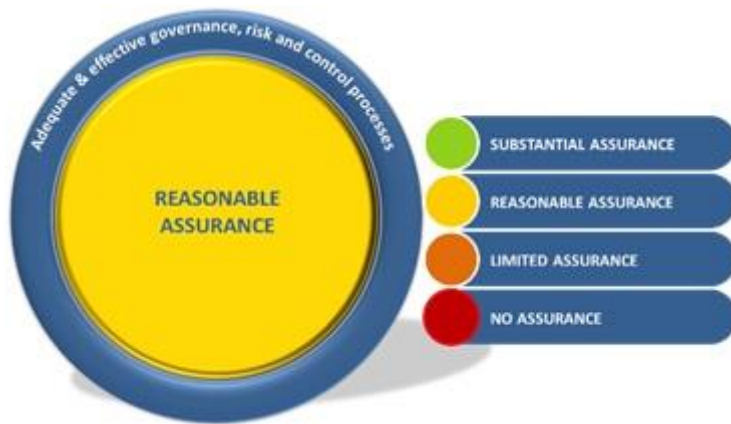 Adequate & effective governance, risk and control processes
REASONABLE
ASSURANCE
SUBSTANTIAL ASSURANCE
REASONABLE ASSURANCE
LIMITED ASSURANCE
NO ASSURANCE